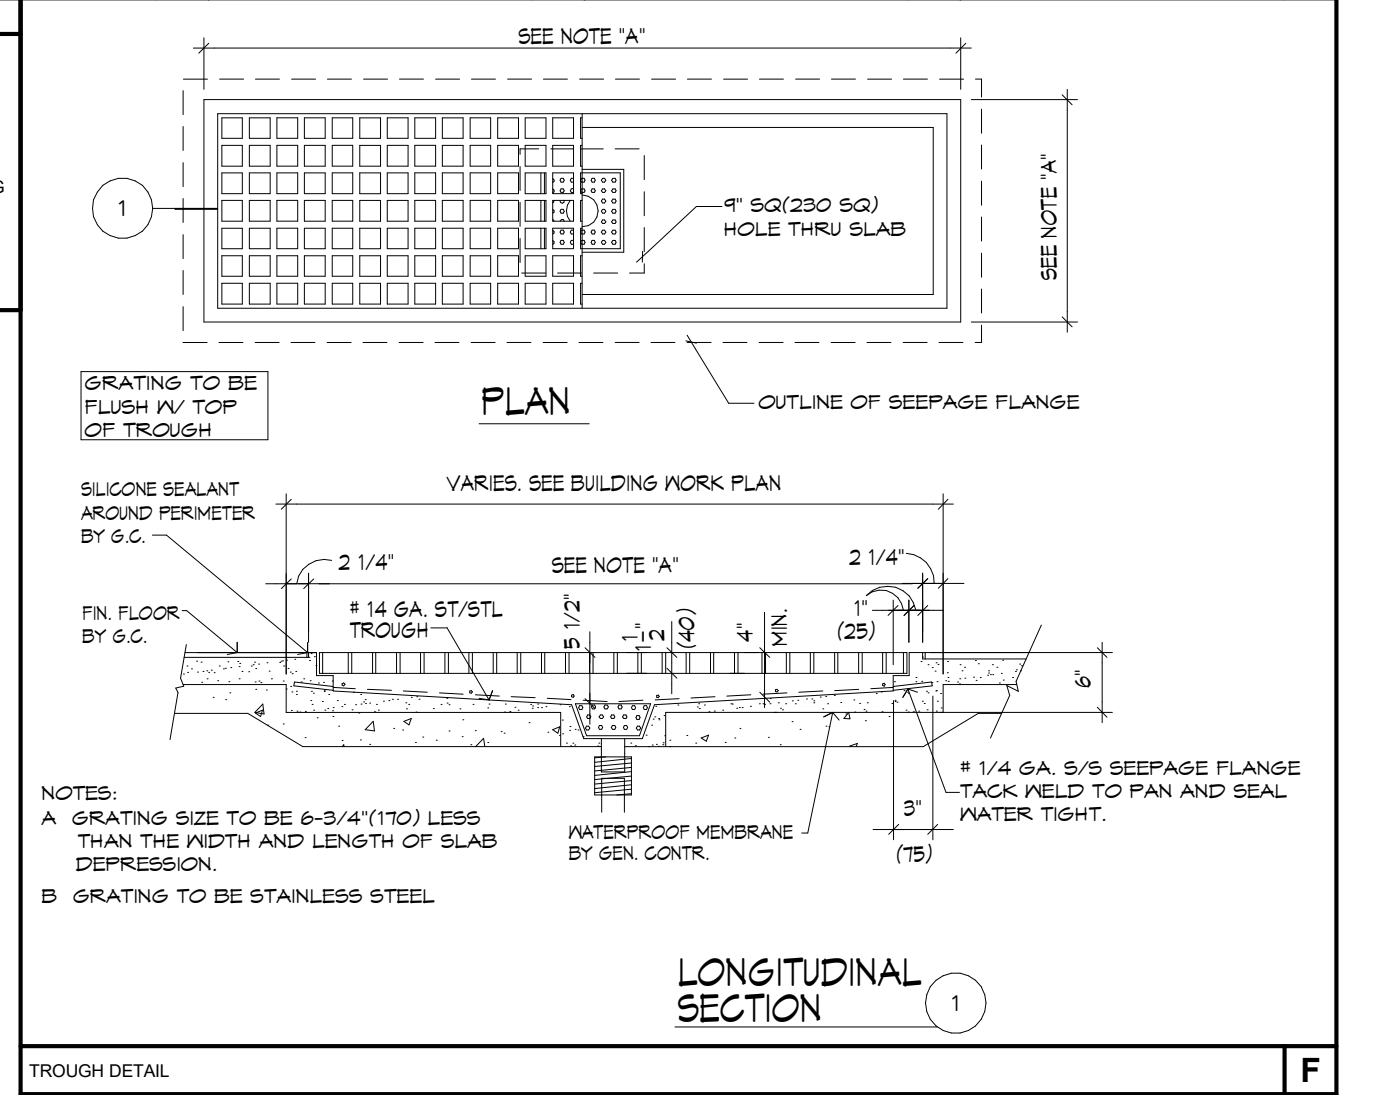 SEE NOTE "A"
G
1
SEE NOTE "A"
9" SQ(230 SQ)
HOLE THRU SLAB
GRATING TO BE
FLUSH W/ TOP
OF TROUGH
PLAN
OUTLINE OF SEEPAGE FLANGE
VARIES. SEE BUILDING WORK PLAN
SILICONE SEALANT
AROUND PERIMETER
BY G.C.
2 1/4"
SEE NOTE "A"
2 1/4"
FIN. FLOOR
BY G.C.
# 14 GA. ST/STL
TROUGH
5 1/2"
1 1/2"
(40)
4"
MIN.
1"
(25)
6"
# 1/4 GA. S/S SEEPAGE FLANGE
TACK WELD TO PAN AND SEAL
WATER TIGHT.
3"
(75)
WATERPROOF MEMBRANE
BY GEN. CONTR.
NOTES:
A GRATING SIZE TO BE 6-3/4"(170) LESS
THAN THE WIDTH AND LENGTH OF SLAB
DEPRESSION.
B GRATING TO BE STAINLESS STEEL
LONGITUDINAL
SECTION
1
TROUGH DETAIL
F